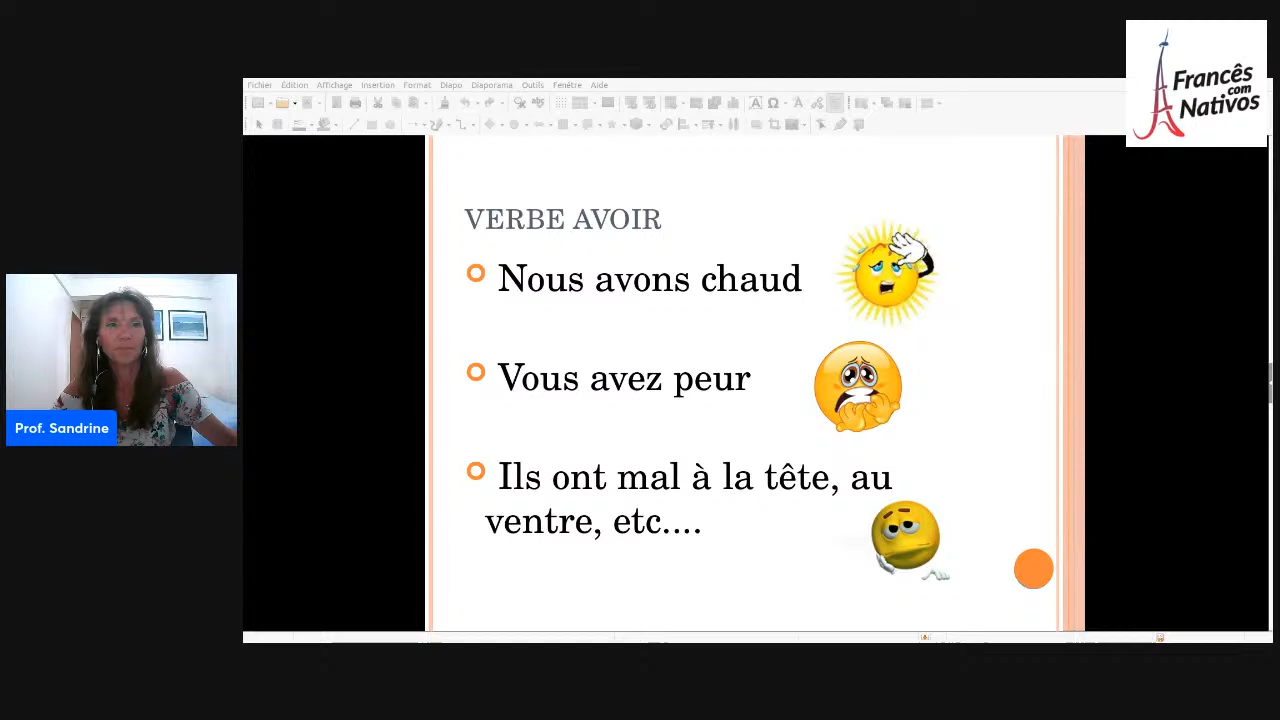 Francês
com
Nativos
Fichier Édition Affichage Insertion Format Diapo Diaporama Outils Fenêtre Aide
VERBE AVOIR
Nous avons chaud
Vous avez peur
Ils ont mal à la tête, au
ventre, etc....
Prof. Sandrine